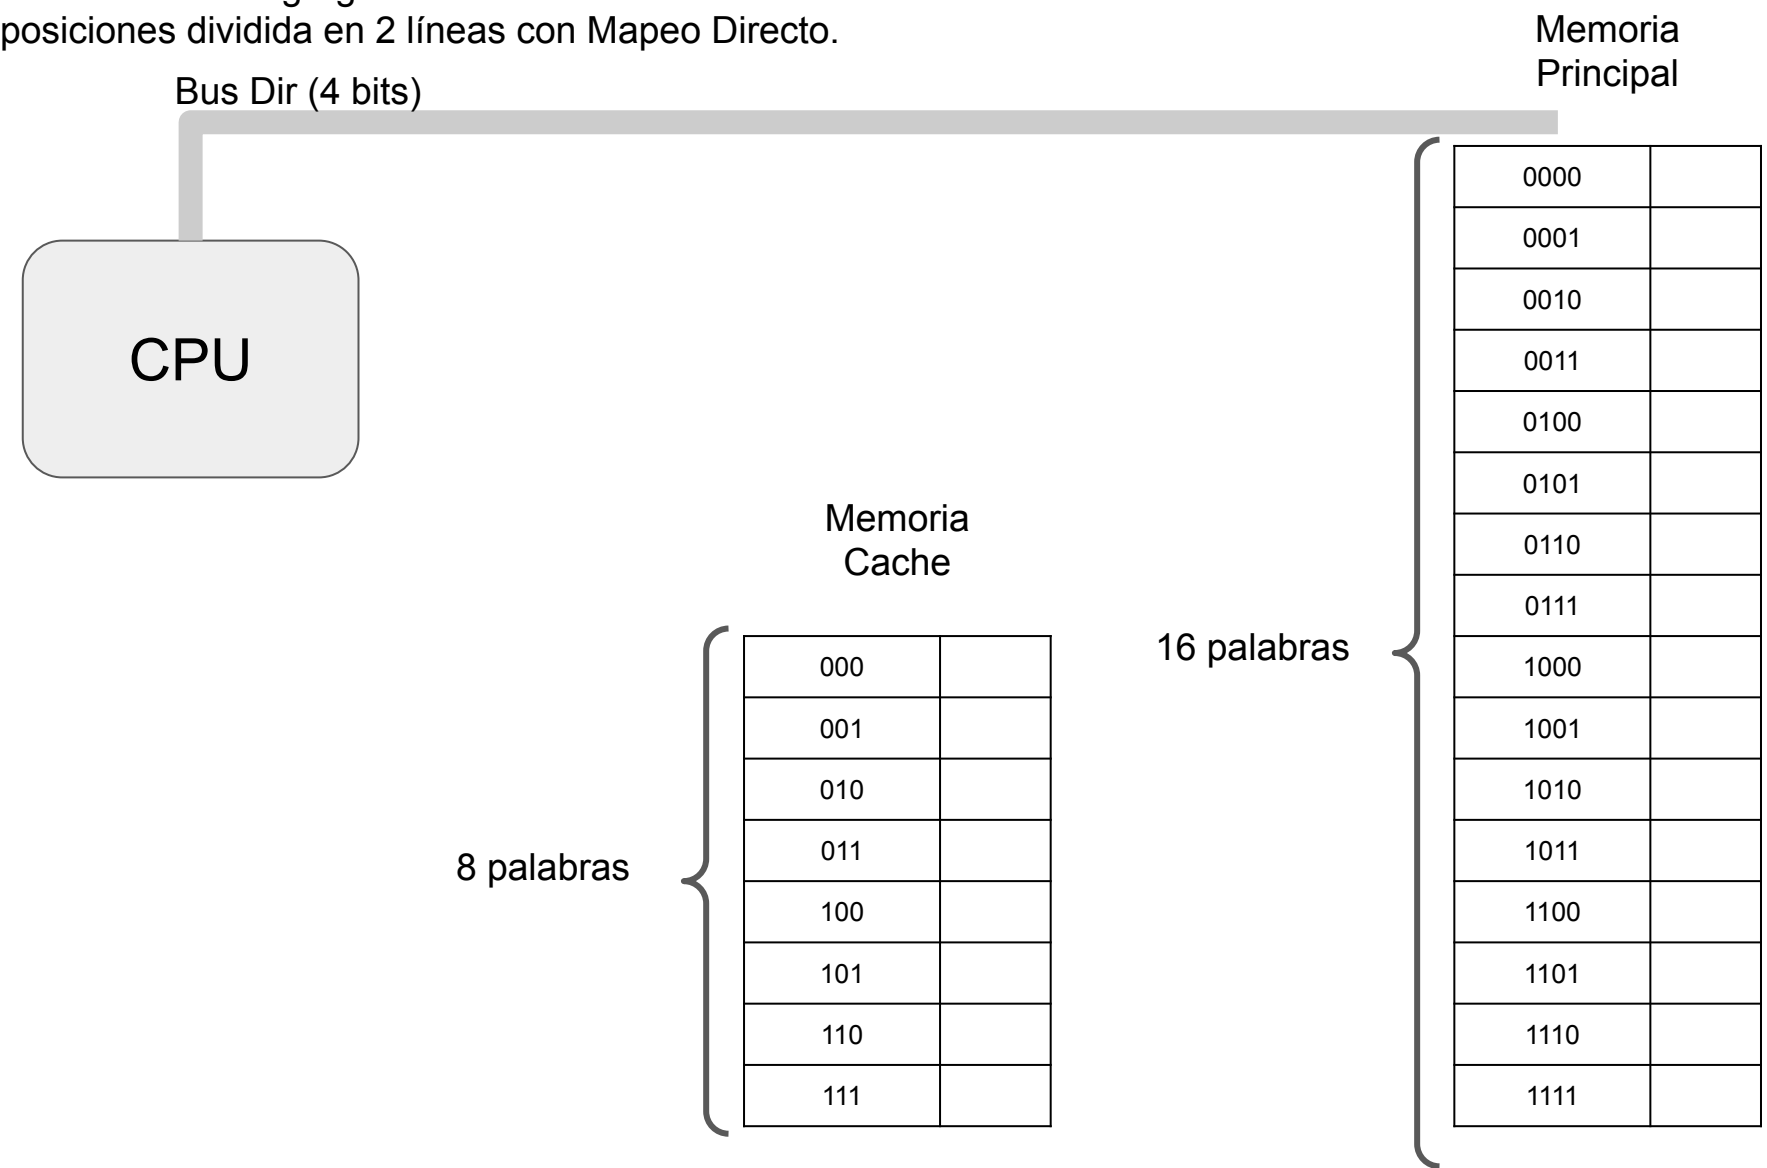 posiciones dividida en 2 líneas con Mapeo Directo.
Memoria
Principal
Bus Dir (4 bits)
CPU
0000
0001
0010
0011
0100
0101
0110
0111
1000
1001
1010
1011
1100
1101
1110
1111
16 palabras
Memoria
Cache
8 palabras
000
001
010
011
100
101
110
111